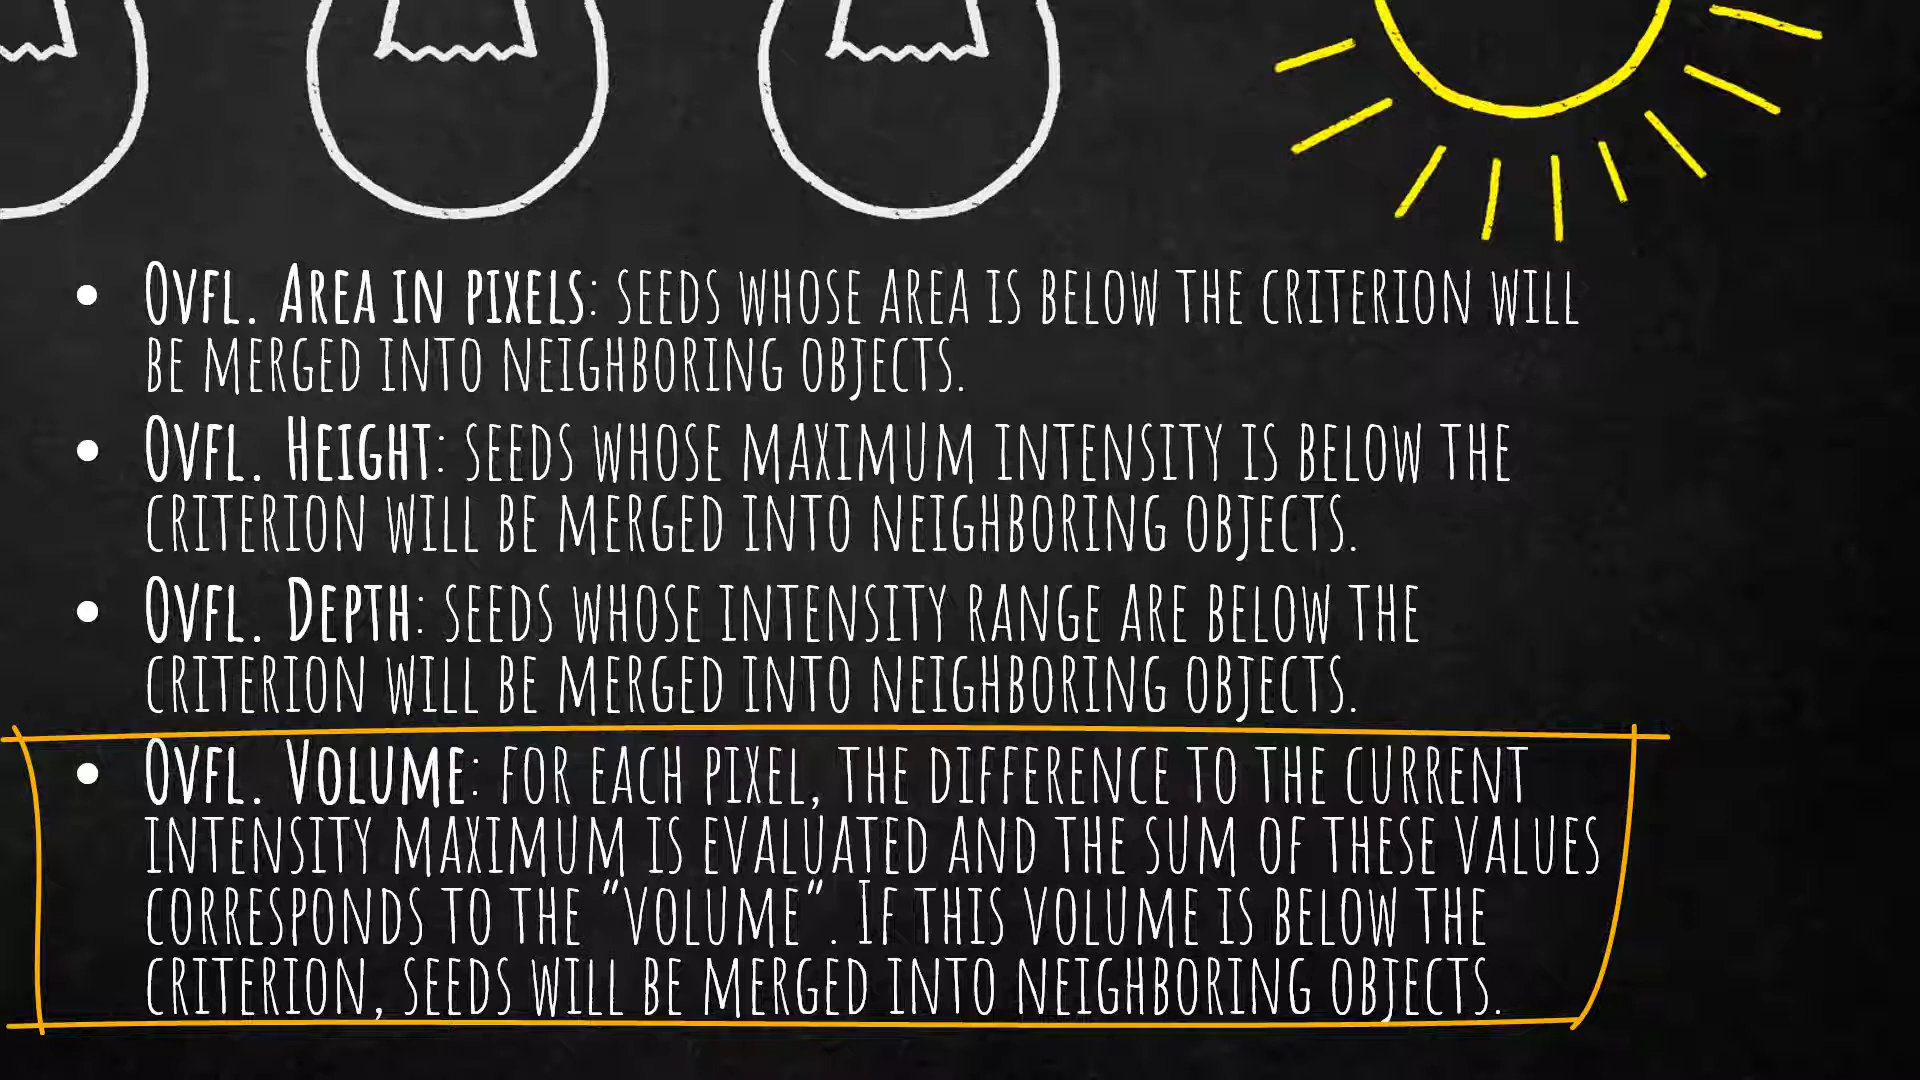 • Ovfl. Area in pixels: seeds whose area is below the criterion will
be merged into neighboring objects.
• Ovfl. Height: seeds whose maximum intensity is below the
criterion will be merged into neighboring objects.
• Ovfl. Depth: seeds whose intensity range are below the
criterion will be merged into neighboring objects.
• Ovfl. Volume: for each pixel, the difference to the current
intensity maximum is evaluated and the sum of these values
corresponds to the "volume". If this volume is below the
criterion, seeds will be merged into neighboring objects.